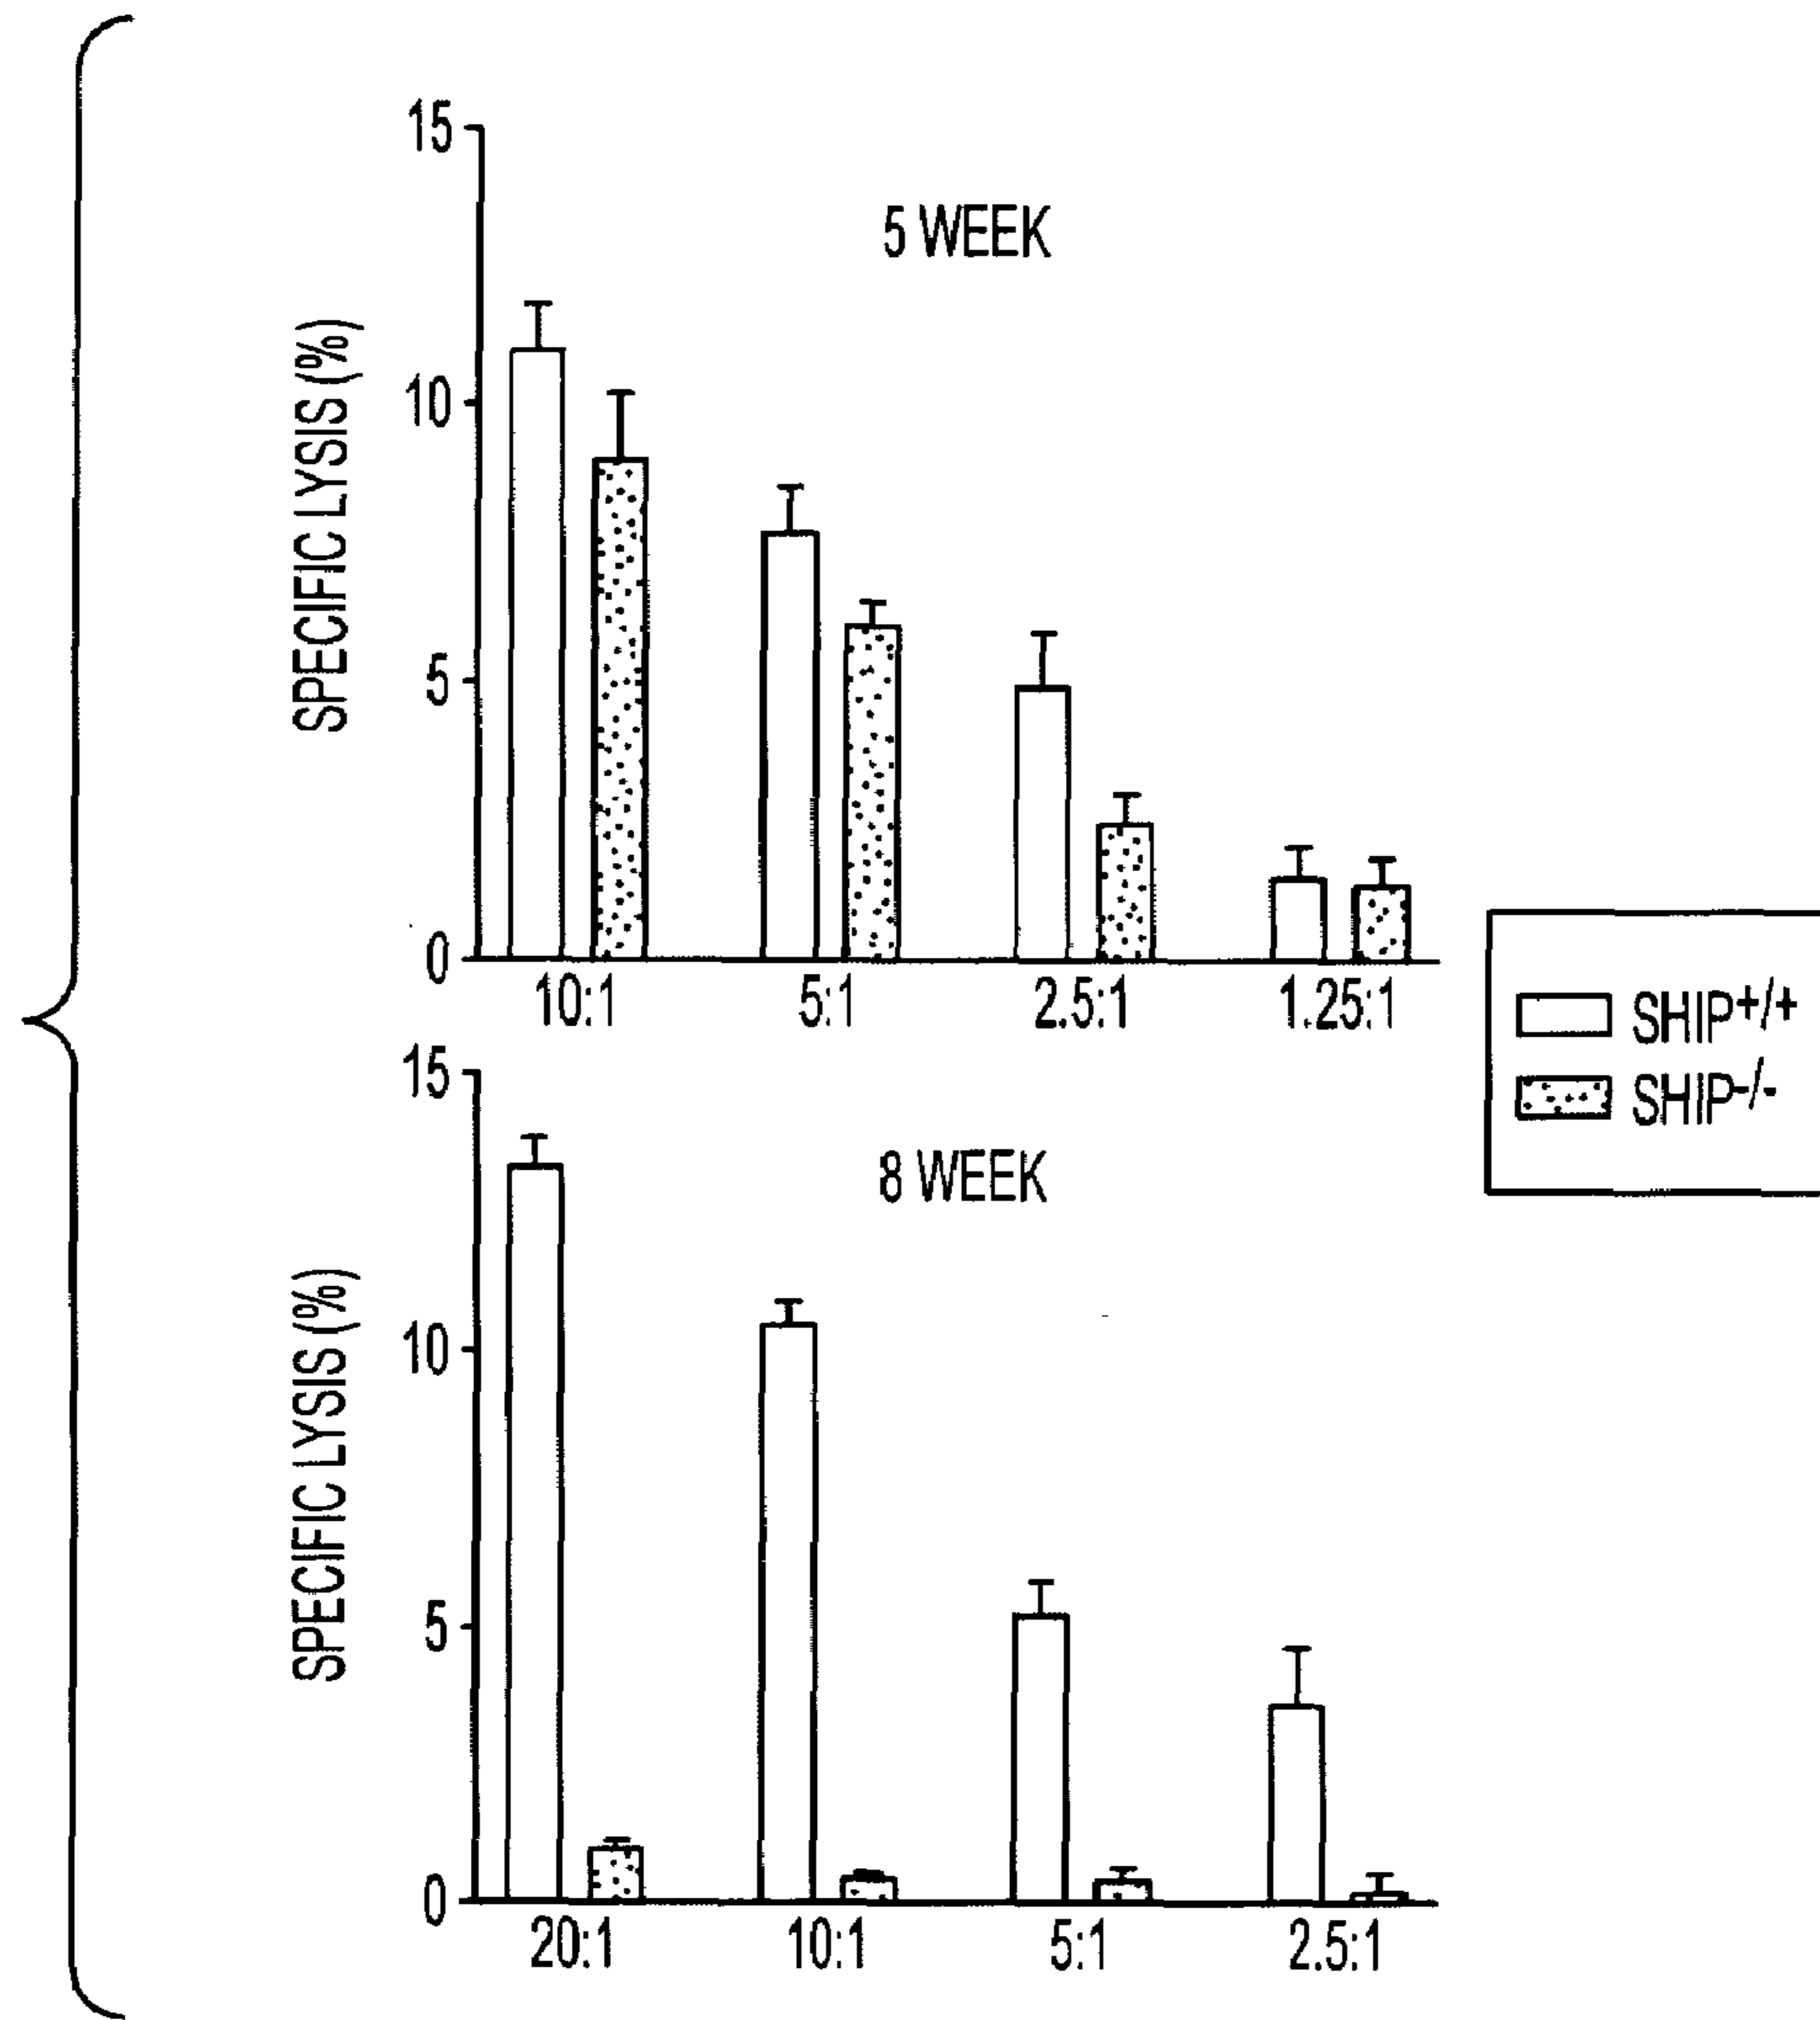 5 WEEK
SPECIFIC LYSIS (%)
15
10
5
0
10:1 5:1 2.5:1 1.25:1
SHIP+/+
SHIP-/-
8 WEEK
SPECIFIC LYSIS (%)
15
10
5
0
20:1 10:1 5:1 2.5:1